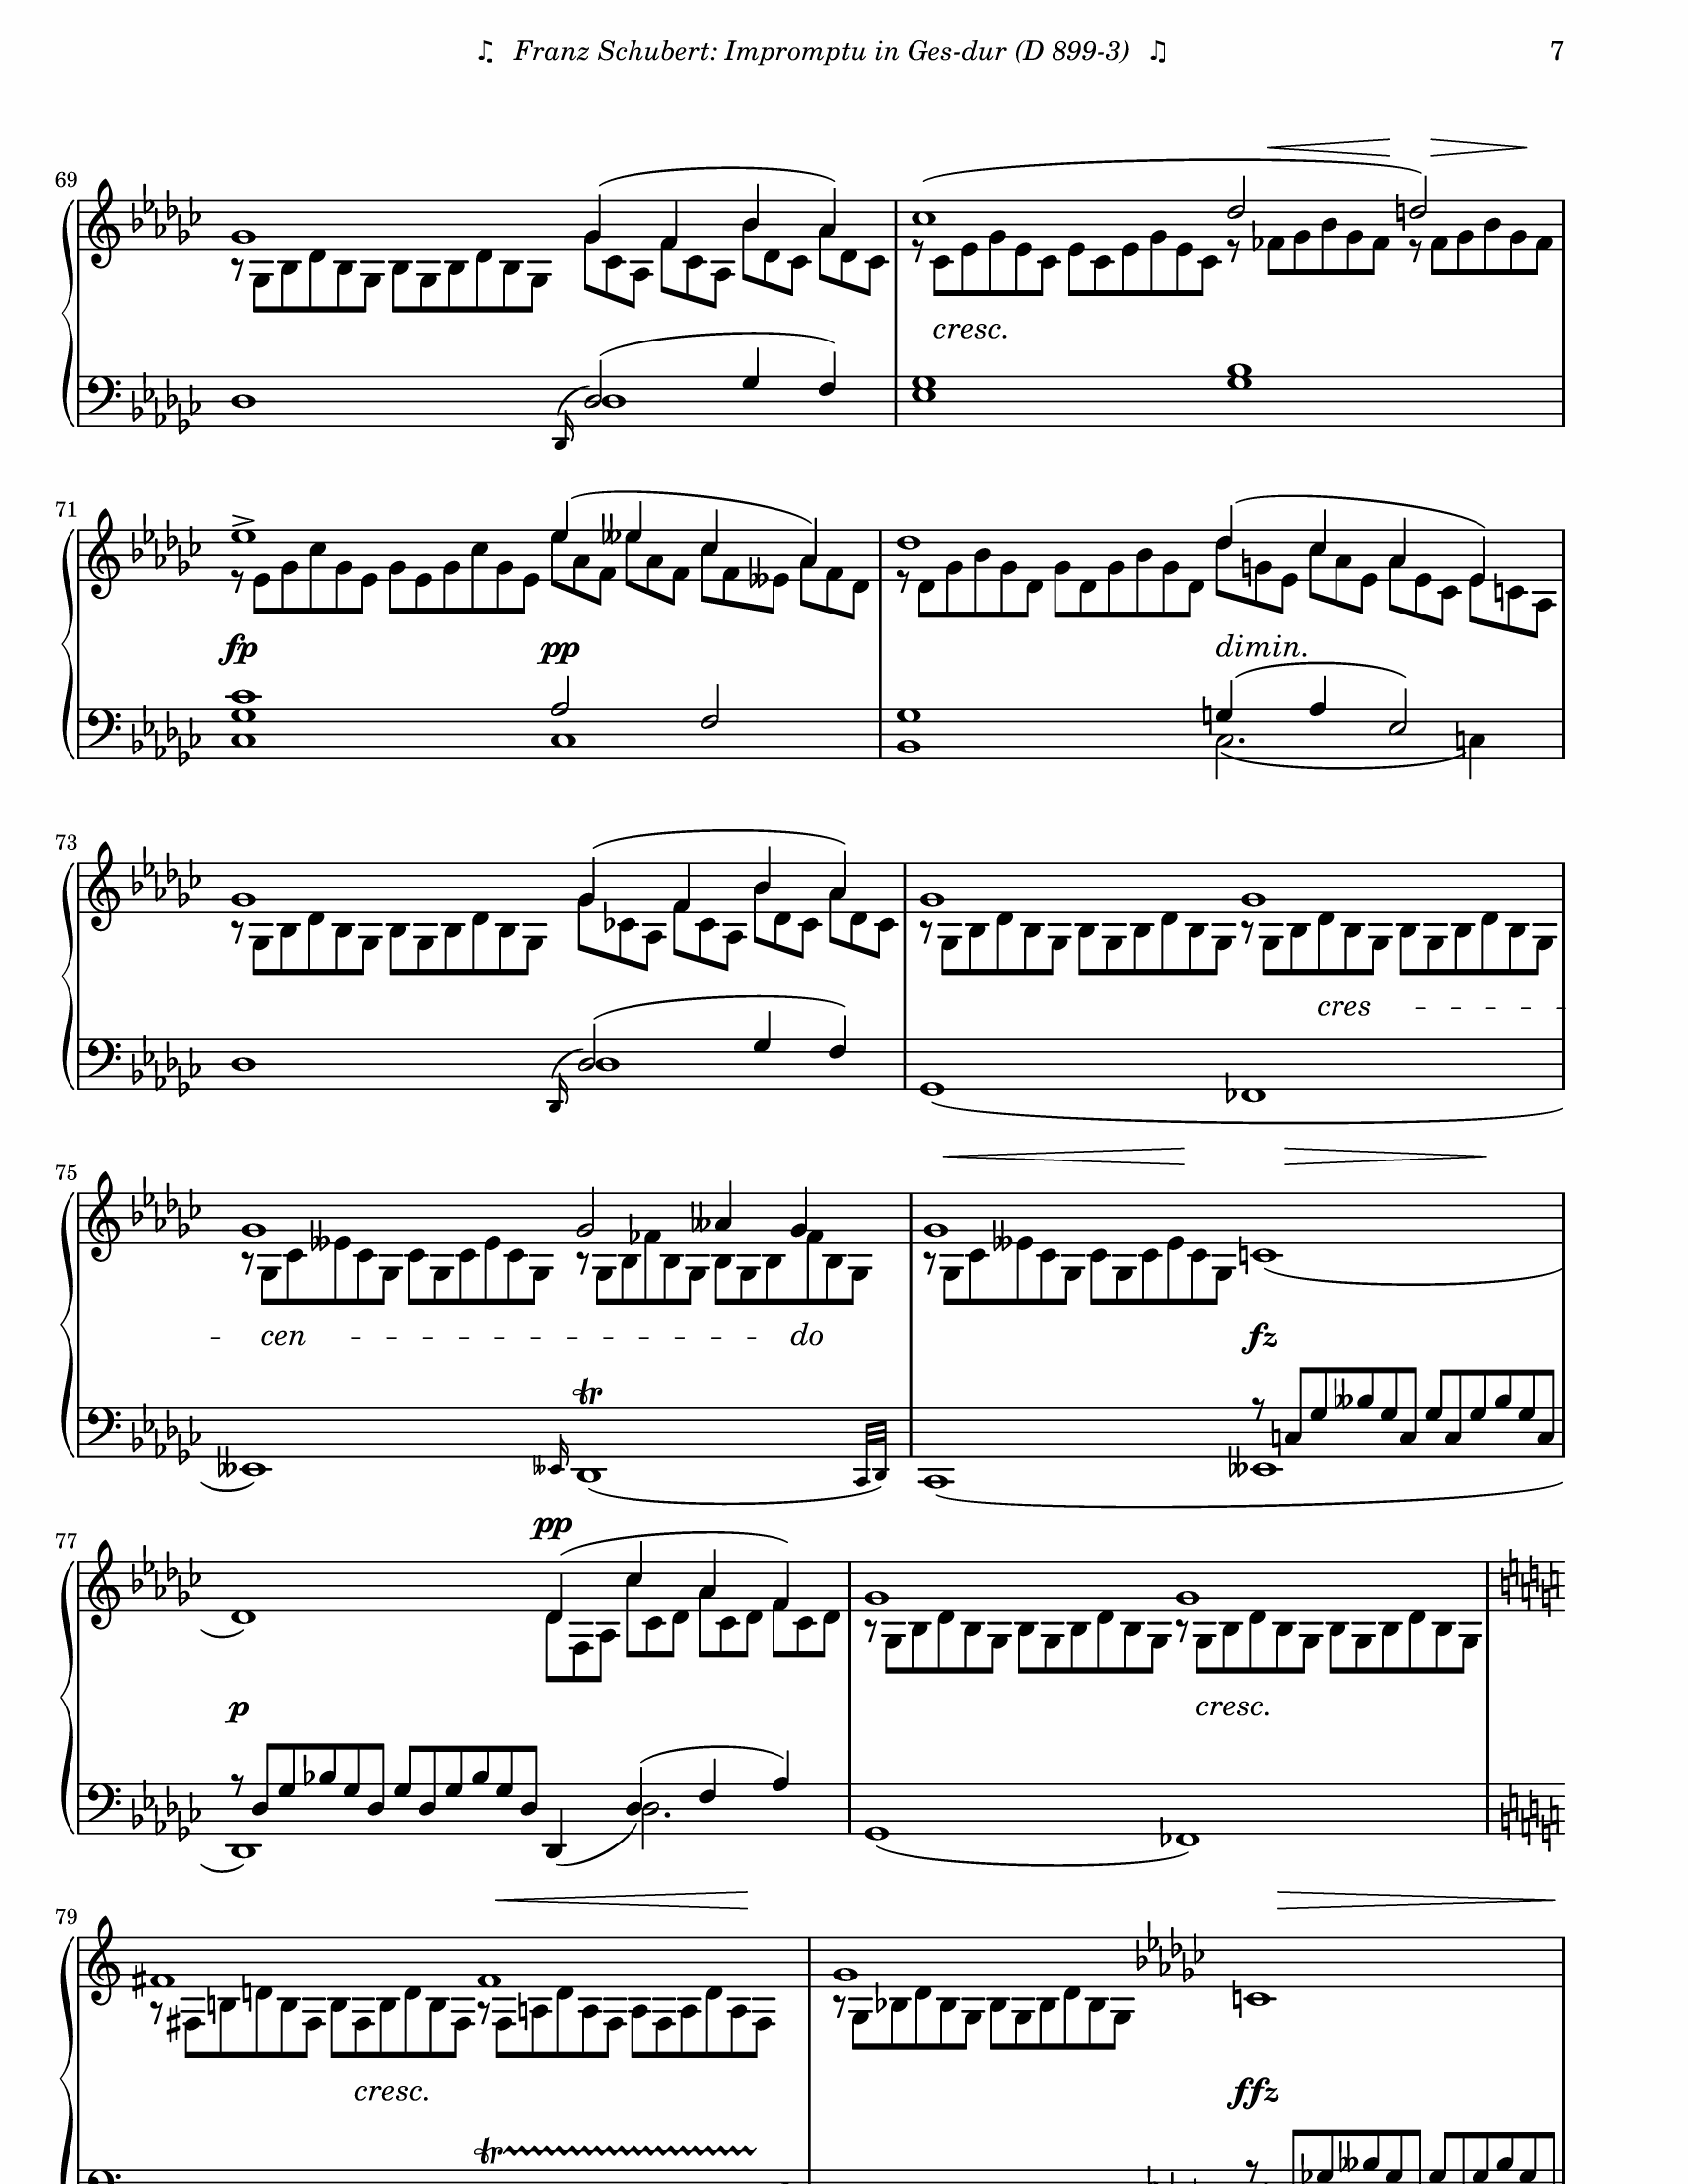 ♫ Franz Schubert: Impromptu in Ges-dur (D 899-3) ♫ 7
69
cresc.
71
fp pp
dimin.
73
cres - - - - -
75
- cen - - - - - - - - - - - do
tr
fz
77
pp
p
cresc.
79
cresc.
tr
ffz